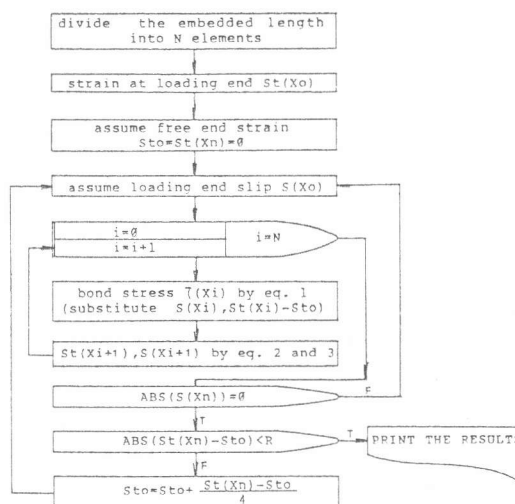 divide the embedded length
into N elements
strain at loading end St(Xo)
assume free end strain
Sto=St(Xn)=0
assume loading end slip S(Xo)
i=0
i=i+1
i=N
bond stress τ(Xi) by eq. 1
(substitute S(Xi),St(Xi)-Sto)
St(Xi+1),S(Xi+1) by eq. 2 and 3
F
ABS(S(Xn))=0
T
ABS(St(Xn)-Sto)<R
T
PRINT THE RESULTS
F
Sto=Sto+ St(Xn)-Sto
4